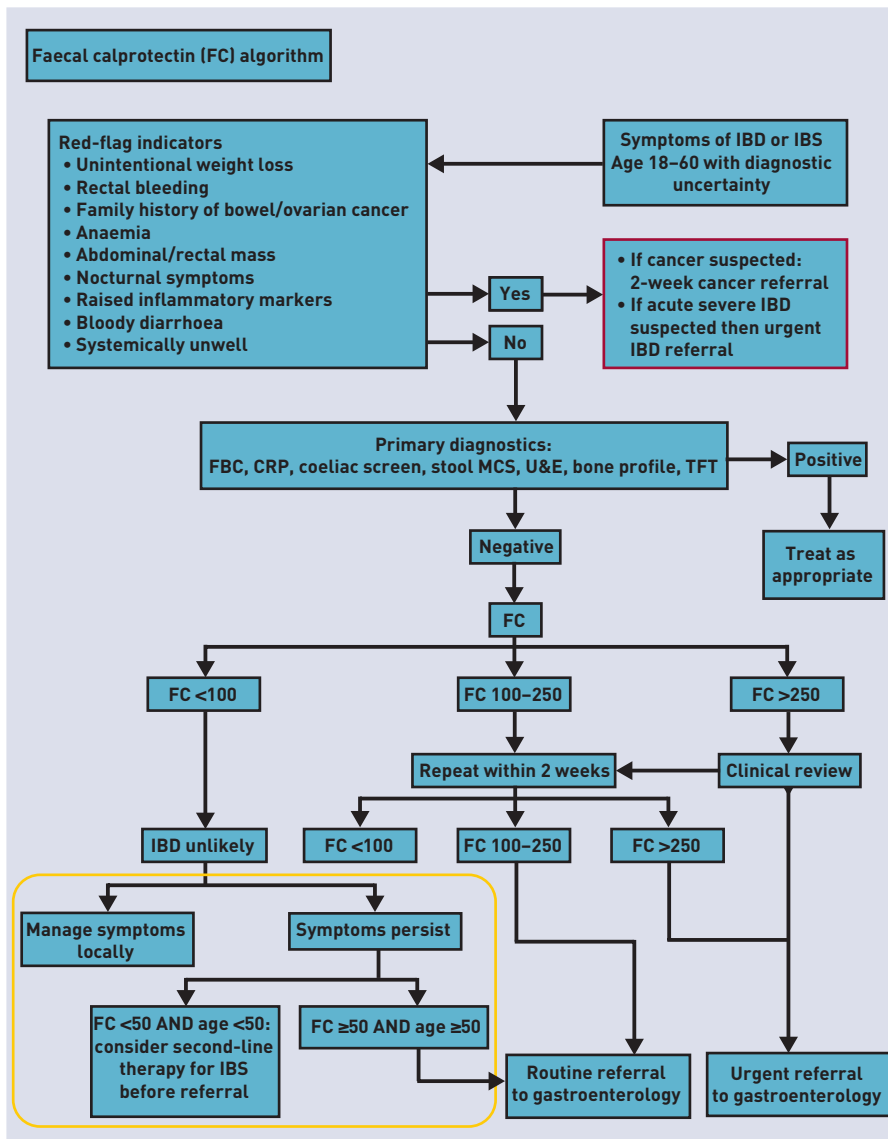 Faecal calprotectin (FC) algorithm
Red-flag indicators
• Unintentional weight loss
• Rectal bleeding
• Family history of bowel/ovarian cancer
• Anaemia
• Abdominal/rectal mass
• Nocturnal symptoms
• Raised inflammatory markers
• Bloody diarrhoea
• Systemically unwell
Symptoms of IBD or IBS
Age 18–60 with diagnostic
uncertainty
Yes
• If cancer suspected:
2-week cancer referral
• If acute severe IBD
suspected then urgent
IBD referral
No
Primary diagnostics:
FBC, CRP, coeliac screen, stool MCS, U&E, bone profile, TFT
Positive
Treat as
appropriate
Negative
FC
FC <100
FC 100–250
FC >250
Repeat within 2 weeks
Clinical review
IBD unlikely
FC <100
FC 100–250
FC >250
Manage symptoms
locally
Symptoms persist
FC <50 AND age <50:
consider second-line
therapy for IBS
before referral
FC ≥50 AND age ≥50
Routine referral
to gastroenterology
Urgent referral
to gastroenterology